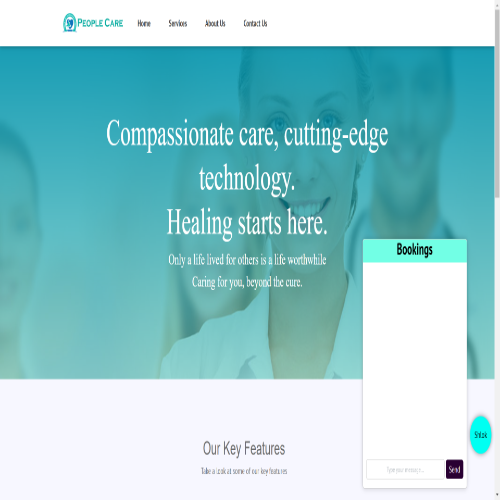 PEOPLE CARE
Home
Services
About Us
Contact Us
Compassionate care, cutting-edge
technology.
Healing starts here.
Only a life lived for others is a life worthwhile
Caring for you, beyond the cure.
Bookings
Our Key Features
Take a look at some of our key features
Type your message...
Send